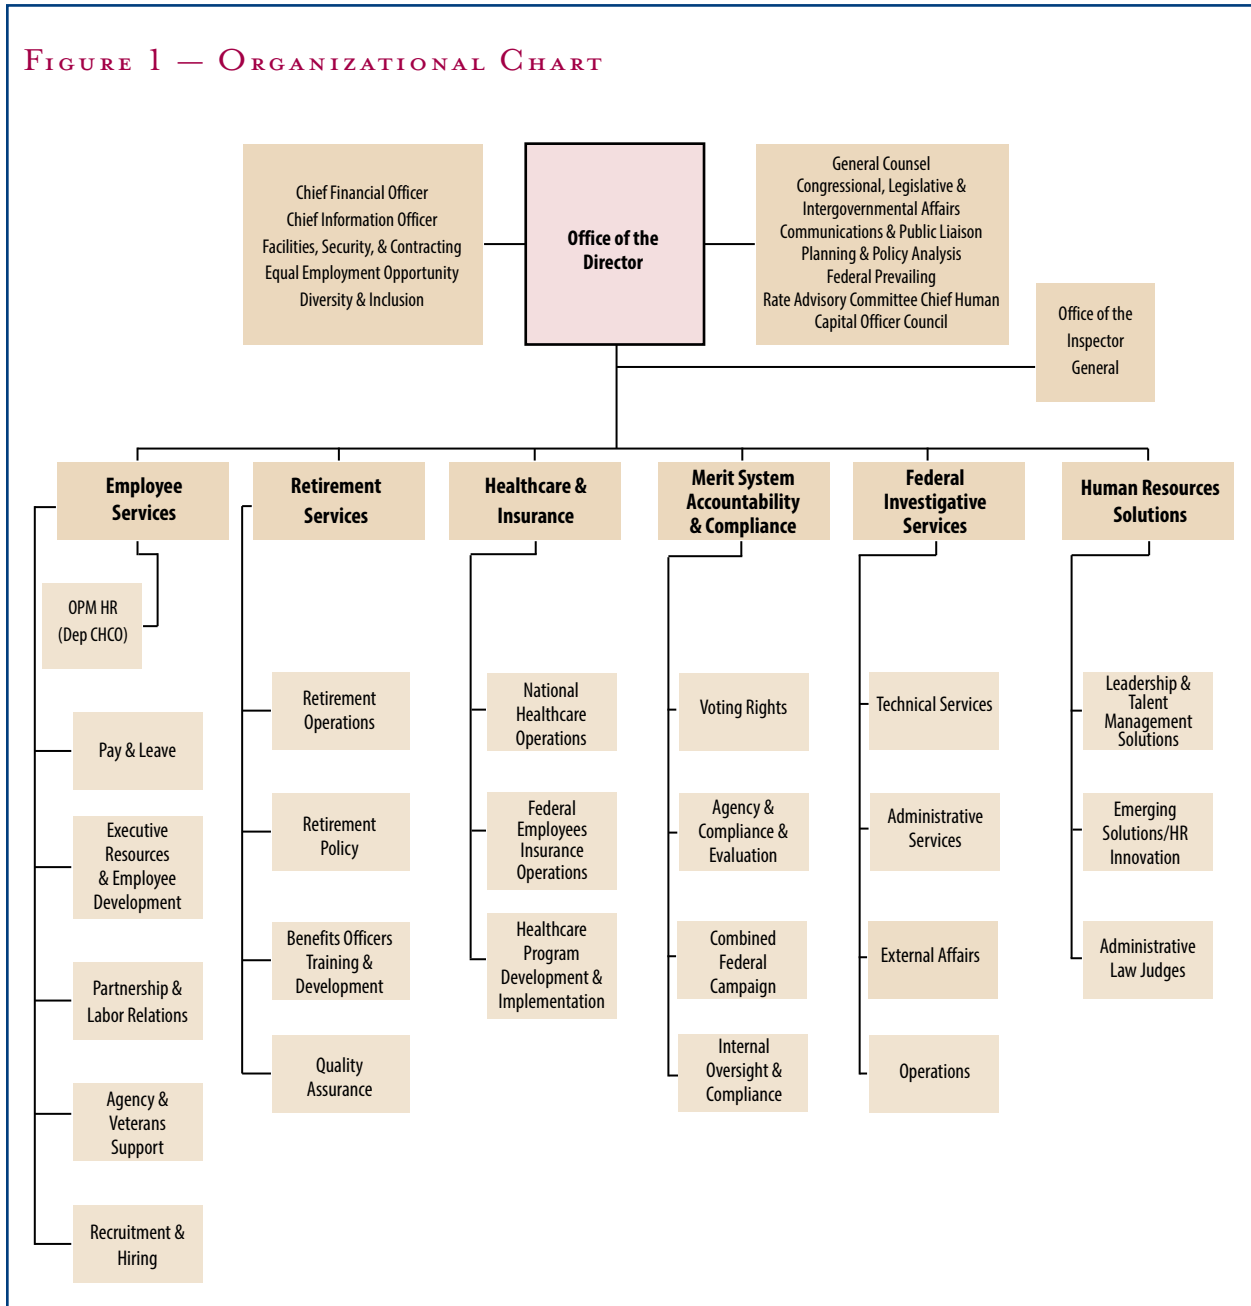 Figure 1 — Organizational Chart
Chief Financial Officer
Chief Information Officer
Facilities, Security, & Contracting
Equal Employment Opportunity
Diversity & Inclusion
Office of the
Director
General Counsel
Congressional, Legislative &
Intergovernmental Affairs
Communications & Public Liaison
Planning & Policy Analysis
Federal Prevailing
Rate Advisory Committee Chief Human
Capital Officer Council
Office of the
Inspector
General
Employee
Services
Retirement
Services
Healthcare &
Insurance
Merit System
Accountability
& Compliance
Federal
Investigative
Services
Human Resources
Solutions
OPM HR
(Dep CHCO)
Pay & Leave
Executive
Resources
& Employee
Development
Partnership &
Labor Relations
Agency &
Veterans
Support
Recruitment &
Hiring
Retirement
Operations
Retirement
Policy
Benefits Officers
Training &
Development
Quality
Assurance
National
Healthcare
Operations
Federal
Employees
Insurance
Operations
Healthcare
Program
Development &
Implementation
Voting Rights
Agency &
Compliance &
Evaluation
Combined
Federal
Campaign
Internal
Oversight &
Compliance
Technical Services
Administrative
Services
External Affairs
Operations
Leadership &
Talent
Management
Solutions
Emerging
Solutions/HR
Innovation
Administrative
Law Judges